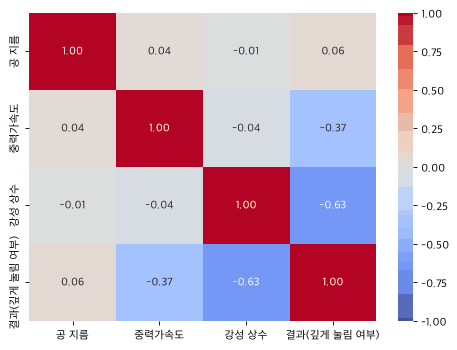 공 지름 1.00 0.04 -0.01 0.06
중력가속도 0.04 1.00 -0.04 -0.37
강성 상수 -0.01 -0.04 1.00 -0.63
결과(깊게 눌림 여부) 0.06 -0.37 -0.63 1.00
공 지름 중력가속도 강성 상수 결과(깊게 눌림 여부)
1.00
0.75
0.50
0.25
0.00
-0.25
-0.50
-0.75
-1.00